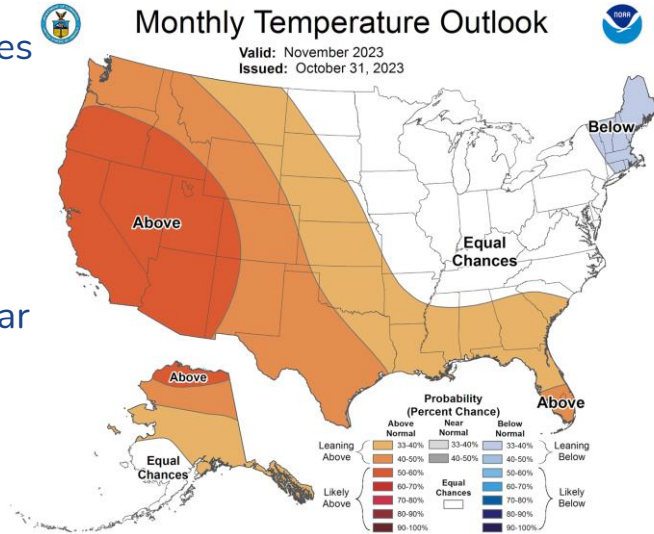 es
ar
Monthly Temperature Outlook
NOAA
Valid: November 2023
Issued: October 31, 2023
Below
Above
Equal
Chances
Above
Above
Equal
Chances
Probability
(Percent Chance)
Above
Normal
Near
Normal
Below
Normal
Leaning
Above
33-40%
33-40%
33-40%
Leaning
Below
40-50%
40-50%
40-50%
Likely
Above
50-60%
50-60%
Likely
Below
60-70%
60-70%
70-80%
Equal
Chances
70-80%
80-90%
80-90%
90-100%
90-100%